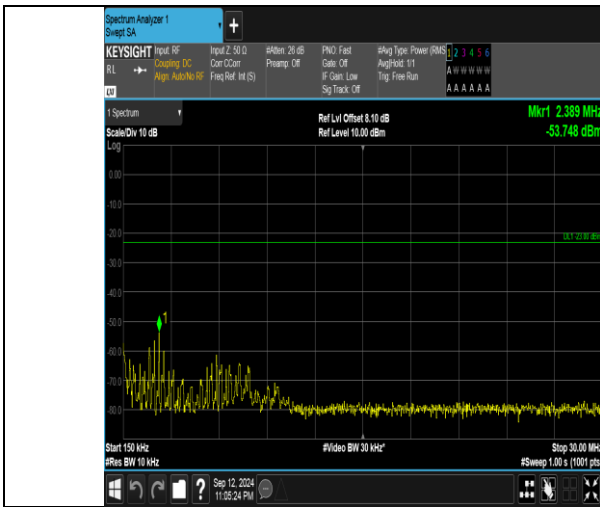 Spectrum Analyzer 1
Swept SA
+
KEYSIGHT
RL
LXI
Input: RF
Coupling: DC
Align: Auto/No RF
Input Z: 50 Ω
Corr CCorr
Freq Ref: Int (S)
#Atten: 26 dB
Preamp: Off
PNO: Fast
Gate: Off
IF Gain: Low
Sig Track: Off
#Avg Type: Power (RMS
Avg|Hold: 1/1
Trig: Free Run
1 2 3 4 5 6
A W W W W W
A A A A A A
1 Spectrum
Scale/Div 10 dB
Log
Ref Lvl Offset 8.10 dB
Ref Level 10.00 dBm
Mkr1 2.389 MHz
-53.748 dBm
0.00
-10.0
-20.0
DL1 -23.00 dBm
-30.0
-40.0
-50.0
1
-60.0
-70.0
-80.0
Start 150 kHz
#Res BW 10 kHz
#Video BW 30 kHz*
Stop 30.00 MHz
#Sweep 1.00 s (1001 pts
?
Sep 12, 2024
11:05:24 PM